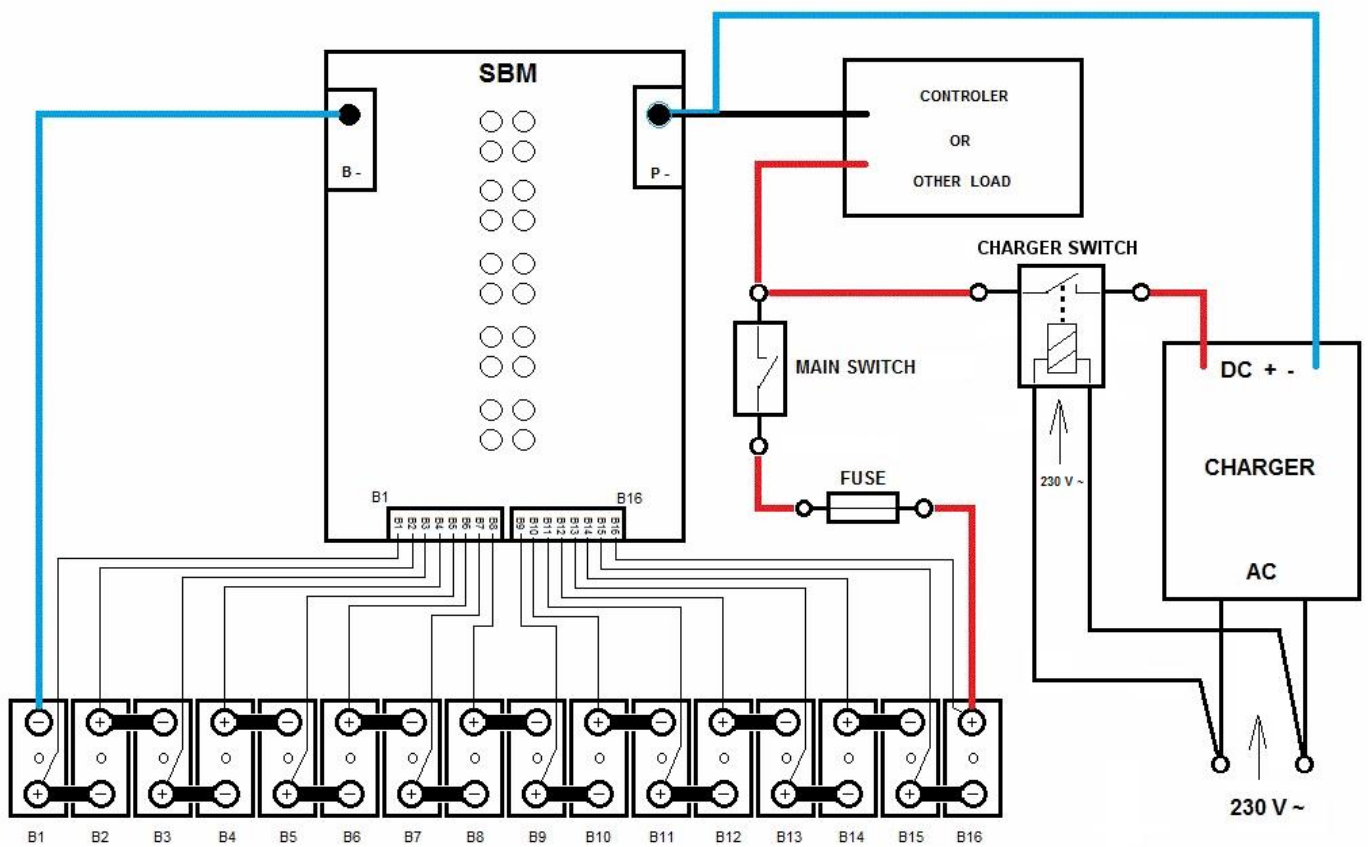 SBM
B -
P -
CONTROLER
OR
OTHER LOAD
CHARGER SWITCH
MAIN SWITCH
DC + -
CHARGER
230 V ~
FUSE
AC
B1
B16
B1
B2
B3
B4
B5
B6
B7
B8
B9
B10
B11
B12
B13
B14
B15
B16
+
-
-
+
-
+
-
+
-
+
-
+
-
+
-
+
+
-
+
-
+
-
+
-
+
-
+
-
+
-
+
-
230 V ~
B1 B2 B3 B4 B5 B6 B7 B8 B9 B10 B11 B12 B13 B14 B15 B16